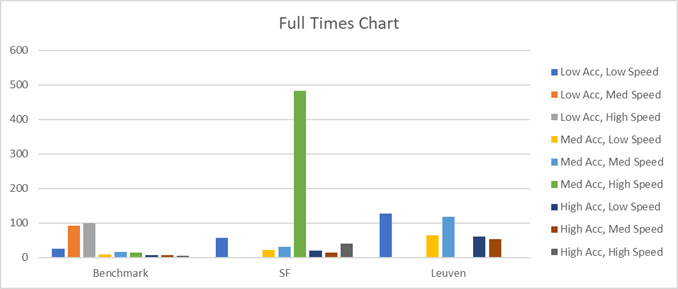 Full Times Chart
600
500
400
300
200
100
0
Benchmark SF Leuven
Low Acc, Low Speed
Low Acc, Med Speed
Low Acc, High Speed
Med Acc, Low Speed
Med Acc, Med Speed
Med Acc, High Speed
High Acc, Low Speed
High Acc, Med Speed
High Acc, High Speed